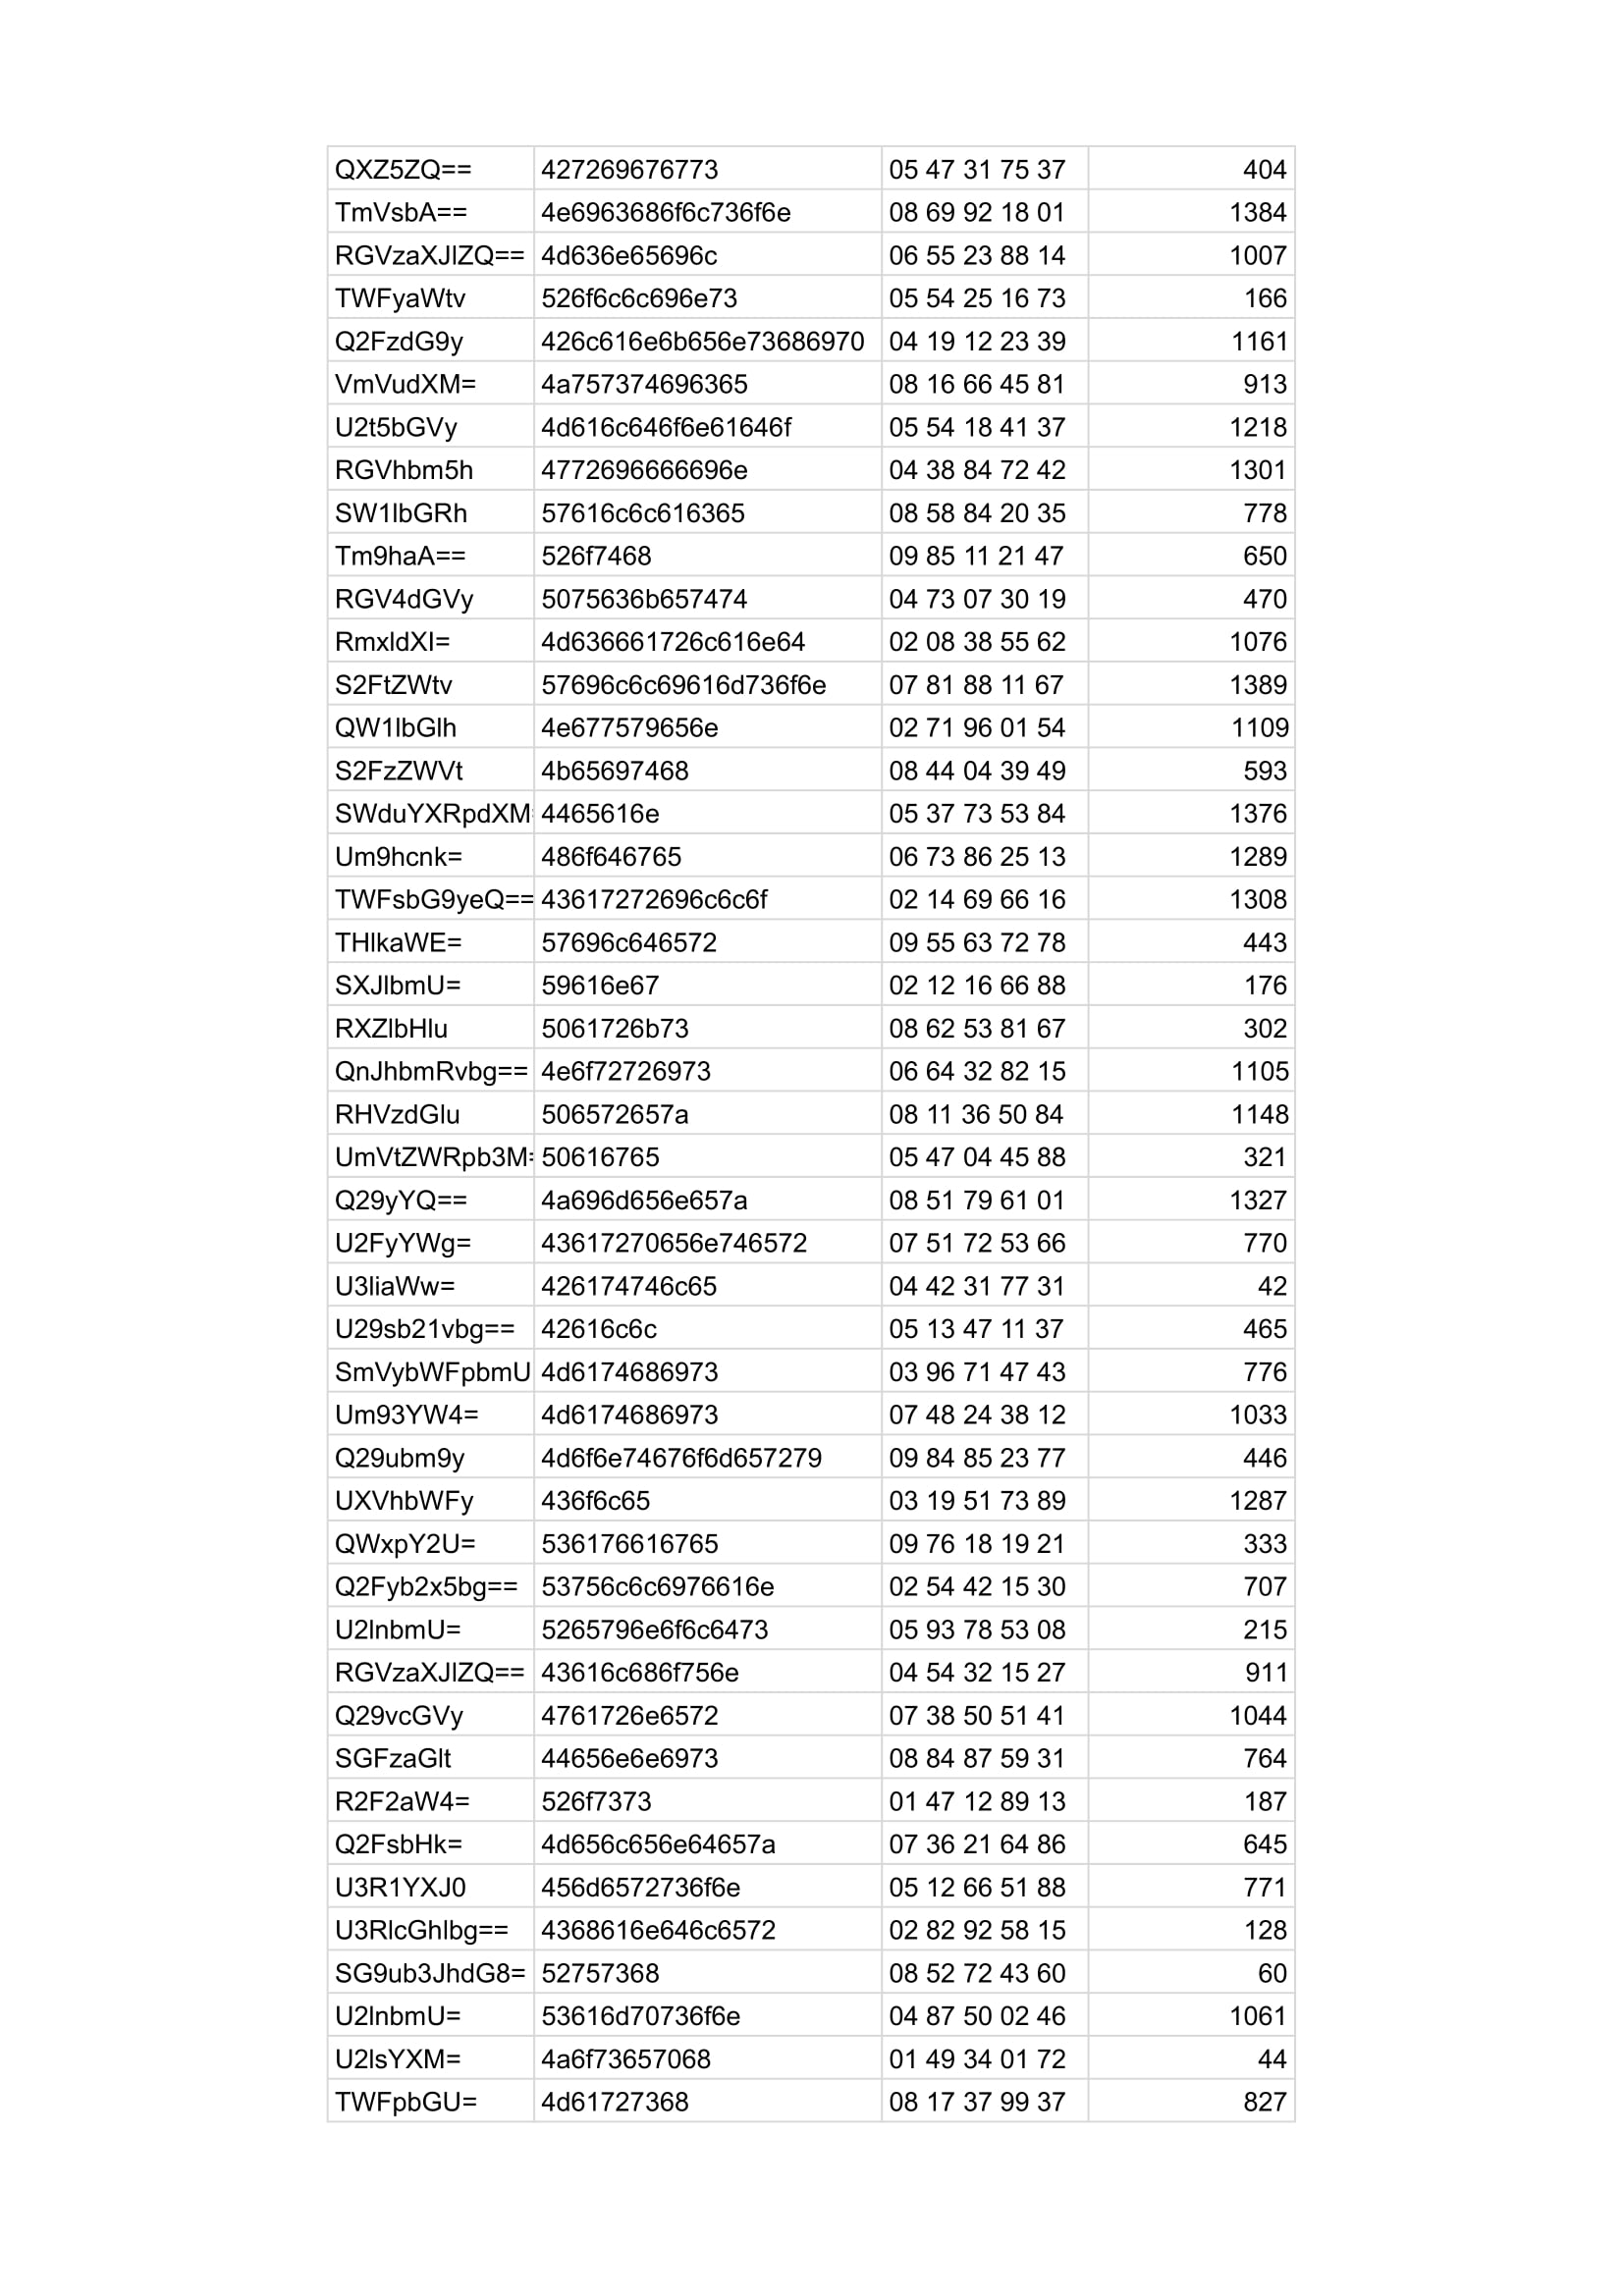 QXZ5ZQ== 427269676773 05 47 31 75 37 404
TmVsbA== 4e6963686f6c736f6e 08 69 92 18 01 1384
RGVzaXJlZQ== 4d636e65696c 06 55 23 88 14 1007
TWFyaWtv 526f6c6c696e73 05 54 25 16 73 166
Q2FzdG9y 426c616e6b656e73686970 04 19 12 23 39 1161
VmVudXM= 4a757374696365 08 16 66 45 81 913
U2t5bGVy 4d616c646f6e61646f 05 54 18 41 37 1218
RGVhbm5h 4772696666696e 04 38 84 72 42 1301
SW1lbGRh 57616c6c616365 08 58 84 20 35 778
Tm9haA== 526f7468 09 85 11 21 47 650
RGV4dGVy 5075636b657474 04 73 07 30 19 470
RmxldXI= 4d636661726c616e64 02 08 38 55 62 1076
S2FtZWtv 57696c6c69616d736f6e 07 81 88 11 67 1389
QW1lbGlh 4e677579656e 02 71 96 01 54 1109
S2FzZWVt 4b65697468 08 44 04 39 49 593
SWduYXRpdXM= 4465616e 05 37 73 53 84 1376
Um9hcnk= 486f646765 06 73 86 25 13 1289
TWFsbG9yeQ== 43617272696c6c6f 02 14 69 66 16 1308
THlkaWE= 57696c646572 09 55 63 72 78 443
SXJlbmU= 59616e67 02 12 16 66 88 176
RXZlbHlu 5061726b73 08 62 53 81 67 302
QnJhbmRvbg== 4e6f72726973 06 64 32 82 15 1105
RHVzdGlu 506572657a 08 11 36 50 84 1148
UmVtZWRpb3M= 50616765 05 47 04 45 88 321
Q29yYQ== 4a696d656e657a 08 51 79 61 01 1327
U2FyYWg= 43617270656e746572 07 51 72 53 66 770
U3liaWw= 426174746c65 04 42 31 77 31 42
U29sb21vbg== 42616c6c 05 13 47 11 37 465
SmVybWFpbmU 4d6174686973 03 96 71 47 43 776
Um93YW4= 4d6174686973 07 48 24 38 12 1033
Q29ubm9y 4d6f6e74676f6d657279 09 84 85 23 77 446
UXVhbWFy 436f6c65 03 19 51 73 89 1287
QWxpY2U= 536176616765 09 76 18 19 21 333
Q2Fyb2x5bg== 53756c6c6976616e 02 54 42 15 30 707
U2lnbmU= 5265796e6f6c6473 05 93 78 53 08 215
RGVzaXJlZQ== 43616c686f756e 04 54 32 15 27 911
Q29vcGVy 4761726e6572 07 38 50 51 41 1044
SGFzaGlt 44656e6e6973 08 84 87 59 31 764
R2F2aW4= 526f7373 01 47 12 89 13 187
Q2FsbHk= 4d656c656e64657a 07 36 21 64 86 645
U3R1YXJ0 456d6572736f6e 05 12 66 51 88 771
U3RlcGhlbg== 4368616e646c6572 02 82 92 58 15 128
SG9ub3JhdG8= 52757368 08 52 72 43 60 60
U2lnbmU= 53616d70736f6e 04 87 50 02 46 1061
U2lsYXM= 4a6f73657068 01 49 34 01 72 44
TWFpbGU= 4d61727368 08 17 37 99 37 827